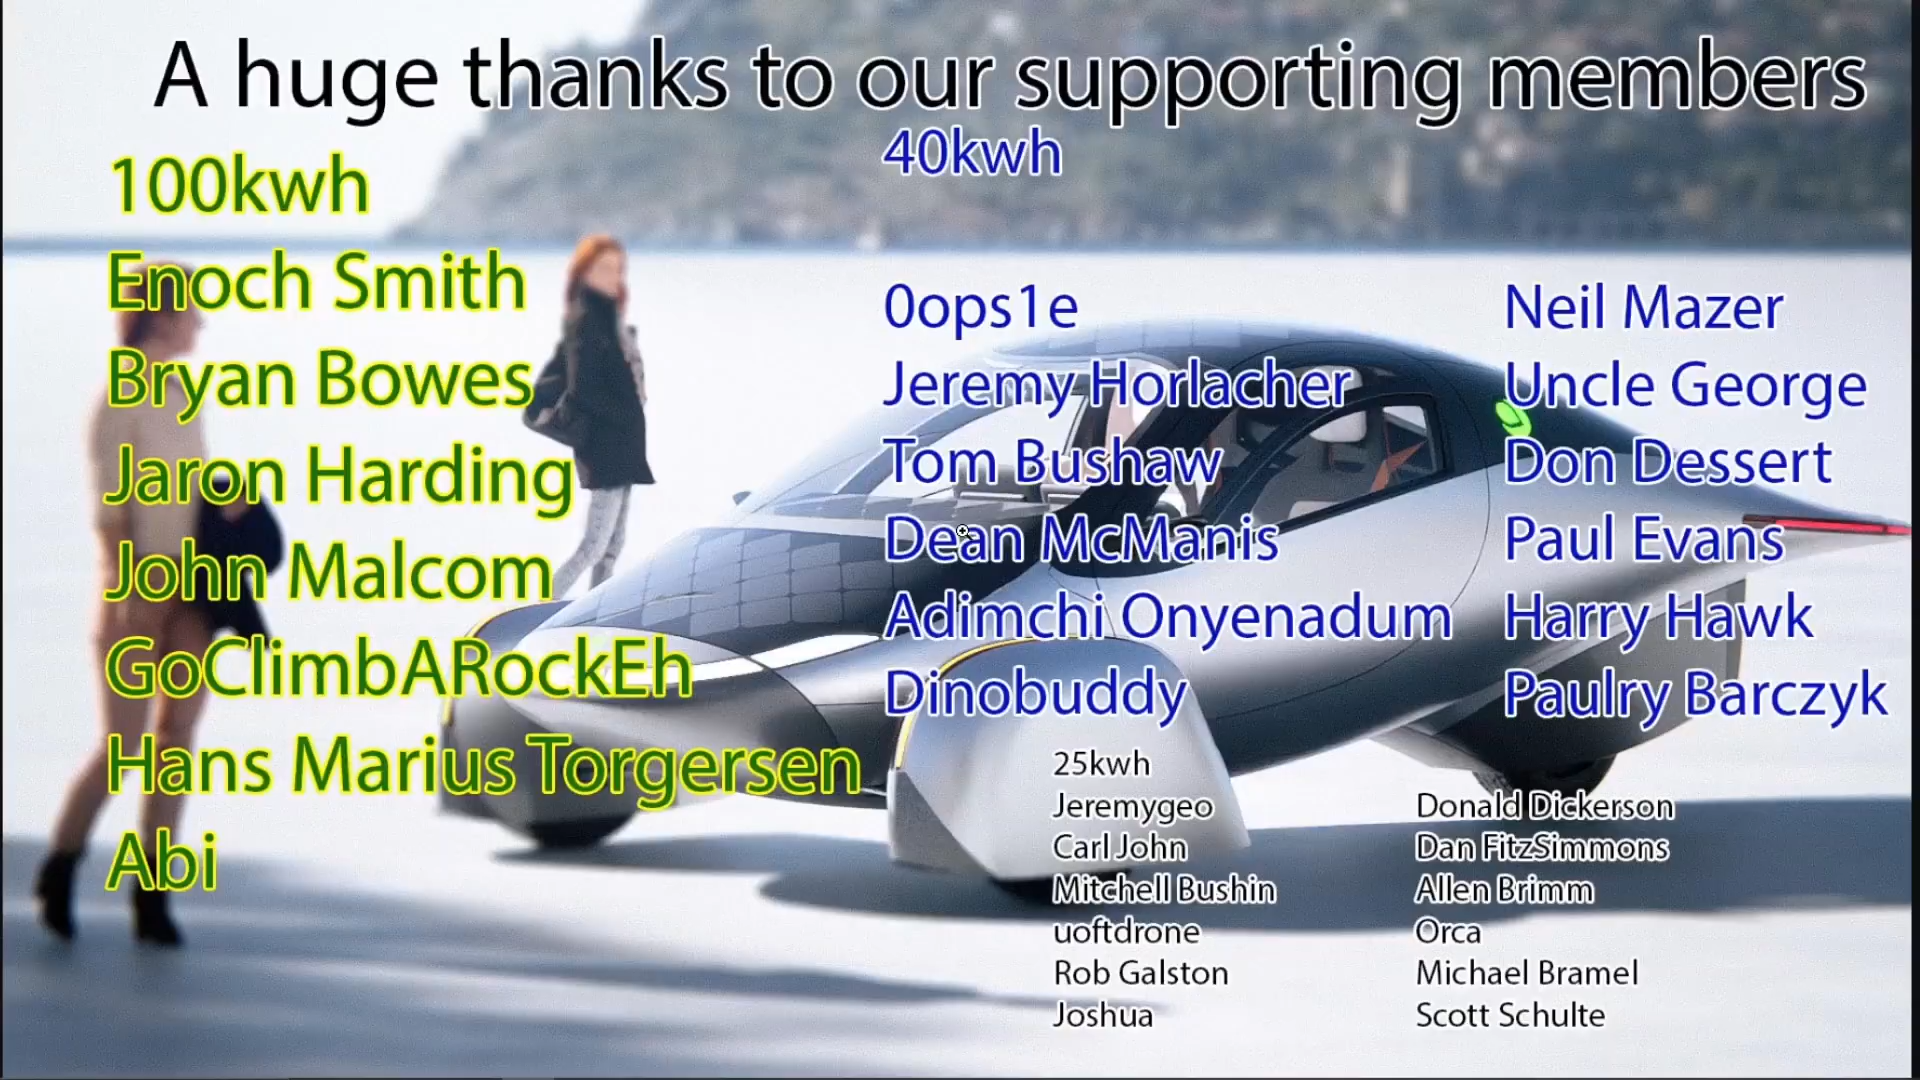 A huge thanks to our supporting members
100kwh
Enoch Smith
Bryan Bowes
Jaron Harding
John Malcom
GoClimbARockEh
Hans Marius Torgersen
Abi
40kwh
0ops1e
Jeremy Horlacher
Tom Bushaw
Dean McManis
Adimchi Onyenadum
Dinobuddy
Neil Mazer
Uncle George
Don Dessert
Paul Evans
Harry Hawk
Paulry Barczyk
25kwh
Jeremygeo
Carl John
Mitchell Bushin
uoftdrone
Rob Galston
Joshua
Donald Dickerson
Dan FitzSimmons
Allen Brimm
Orca
Michael Bramel
Scott Schulte